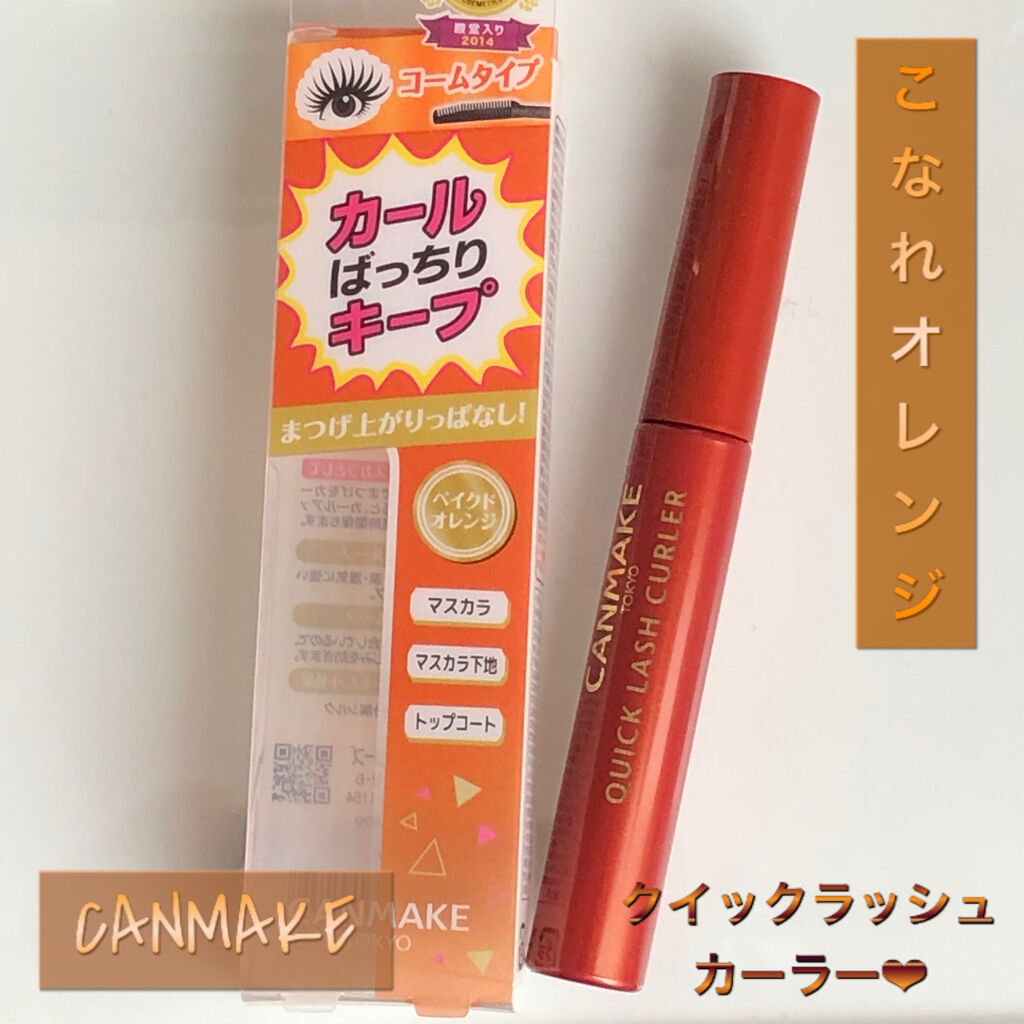 殿堂入り
2014
コームタイプ
カール
ばっちり
キープ
まつげ上がりっぱなし!
ベイクド
オレンジ
マスカラ
マスカラ下地
トップコート
CANMAKE
TOKYO
CANMAKE
TOKYO
QUICK LASH CURLER
こなれオレンジ
CANMAKE
クイックラッシュ
カーラー❤